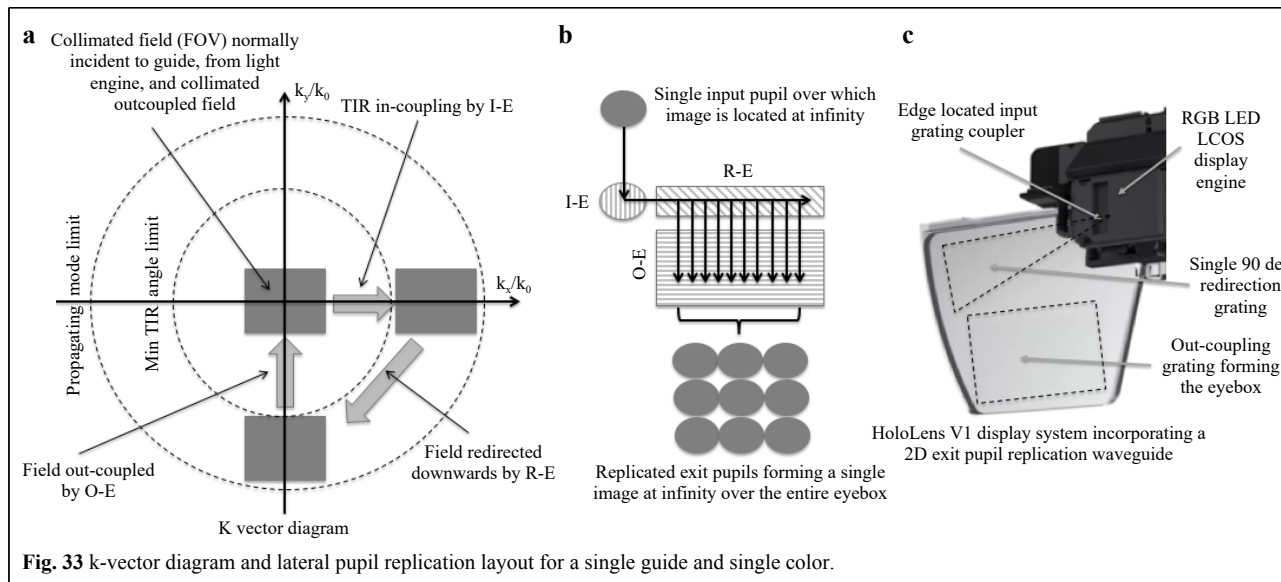 a
Collimated field (FOV) normally
incident to guide, from light
engine, and collimated
outcoupled field
k_y/k_0
TIR in-coupling by I-E
Propagating mode limit
Min TIR angle limit
k_x/k_0
Field out-coupled
by O-E
Field redirected
downwards by R-E
K vector diagram
b
Single input pupil over which
image is located at infinity
R-E
I-E
O-E
Replicated exit pupils forming a single
image at infinity over the entire eyebox
c
Edge located input
grating coupler
RGB LED
LCOS
display
engine
Single 90 de
redirection
grating
Out-coupling
grating forming
the eyebox
HoloLens V1 display system incorporating a
2D exit pupil replication waveguide
Fig. 33 k-vector diagram and lateral pupil replication layout for a single guide and single color.